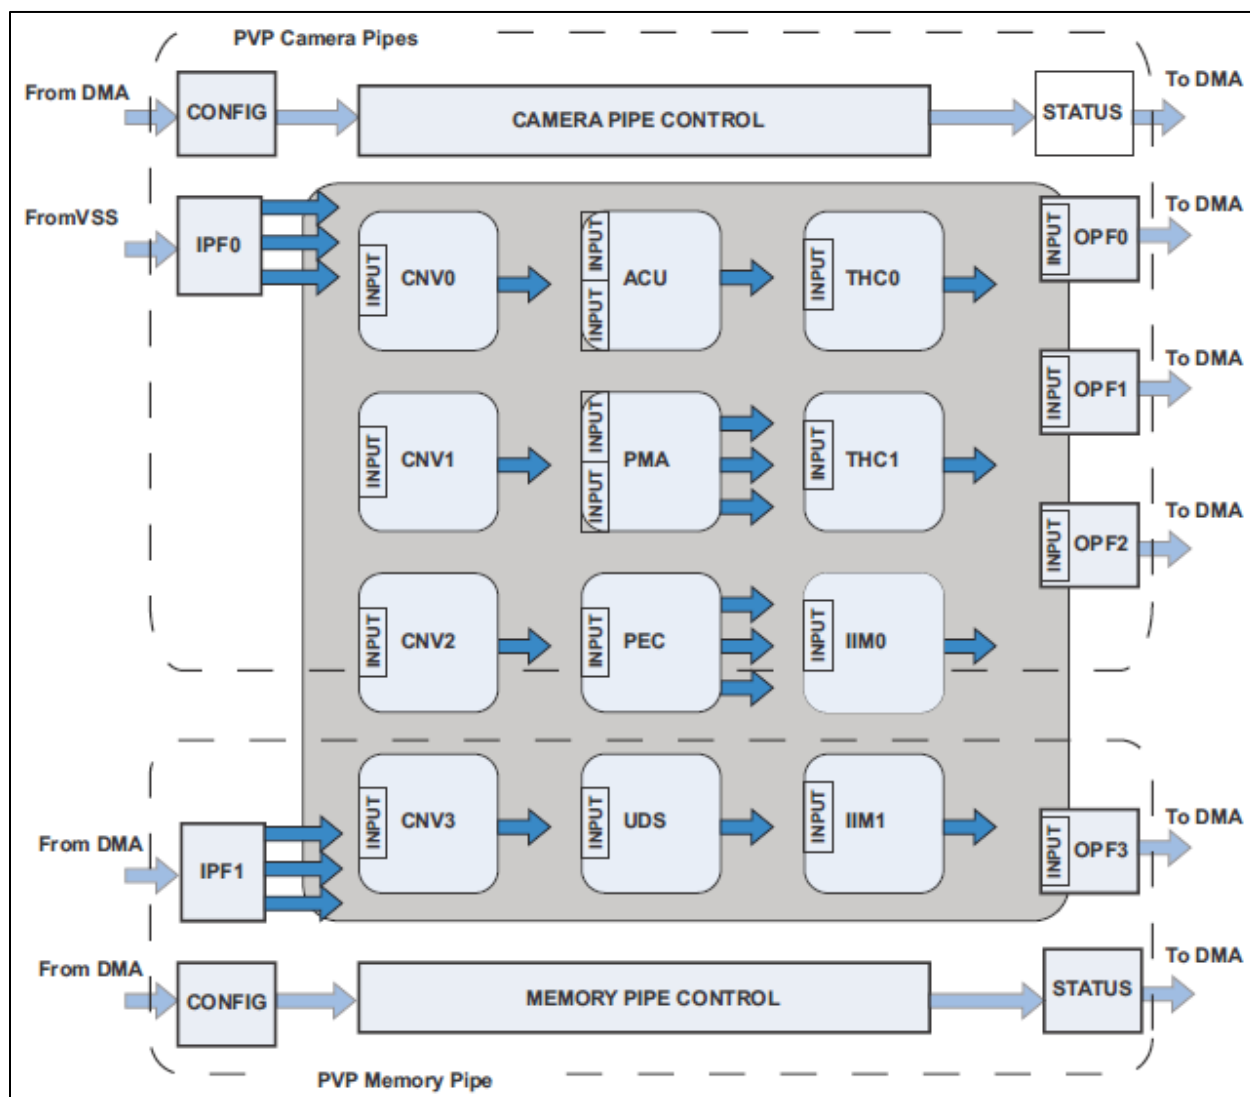 PVP Camera Pipes
From DMA
CONFIG
CAMERA PIPE CONTROL
STATUS
To DMA
FromVSS
IPF0
INPUT
CNV0
INPUT
INPUT
ACU
INPUT
THC0
INPUT
OPF0
To DMA
INPUT
CNV1
INPUT
INPUT
PMA
INPUT
THC1
INPUT
OPF1
To DMA
INPUT
OPF2
To DMA
INPUT
CNV2
INPUT
PEC
INPUT
IIM0
From DMA
IPF1
INPUT
CNV3
INPUT
UDS
INPUT
IIM1
INPUT
OPF3
To DMA
From DMA
CONFIG
MEMORY PIPE CONTROL
STATUS
To DMA
PVP Memory Pipe